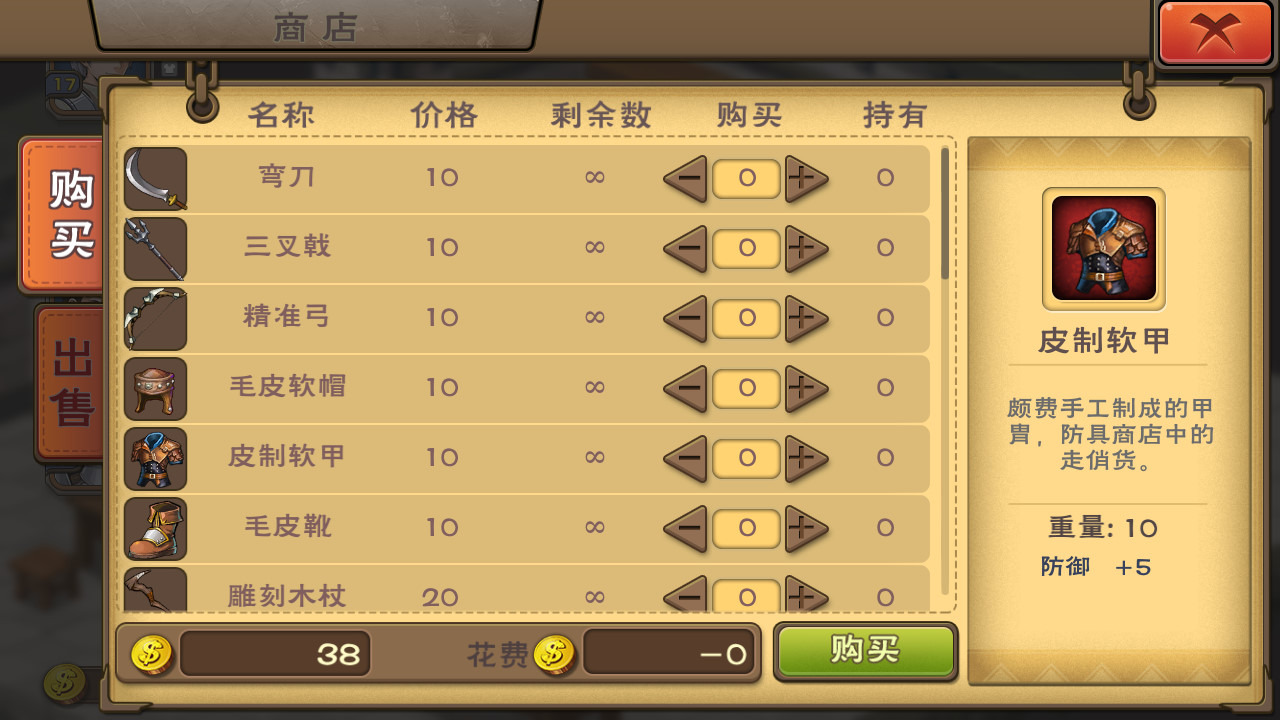 商店
17
名称 价格 剩余数 购买 持有
购买
出售
弯刀 10 ∞ 0 0
三叉戟 10 ∞ 0 0
精准弓 10 ∞ 0 0
毛皮软帽 10 ∞ 0 0
皮制软甲 10 ∞ 0 0
毛皮靴 10 ∞ 0 0
雕刻木杖 20 ∞ 0 0
皮制软甲
颇费手工制成的甲
胄，防具商店中的
走俏货。
重量: 10
防御 +5
38 花费 -0
购买